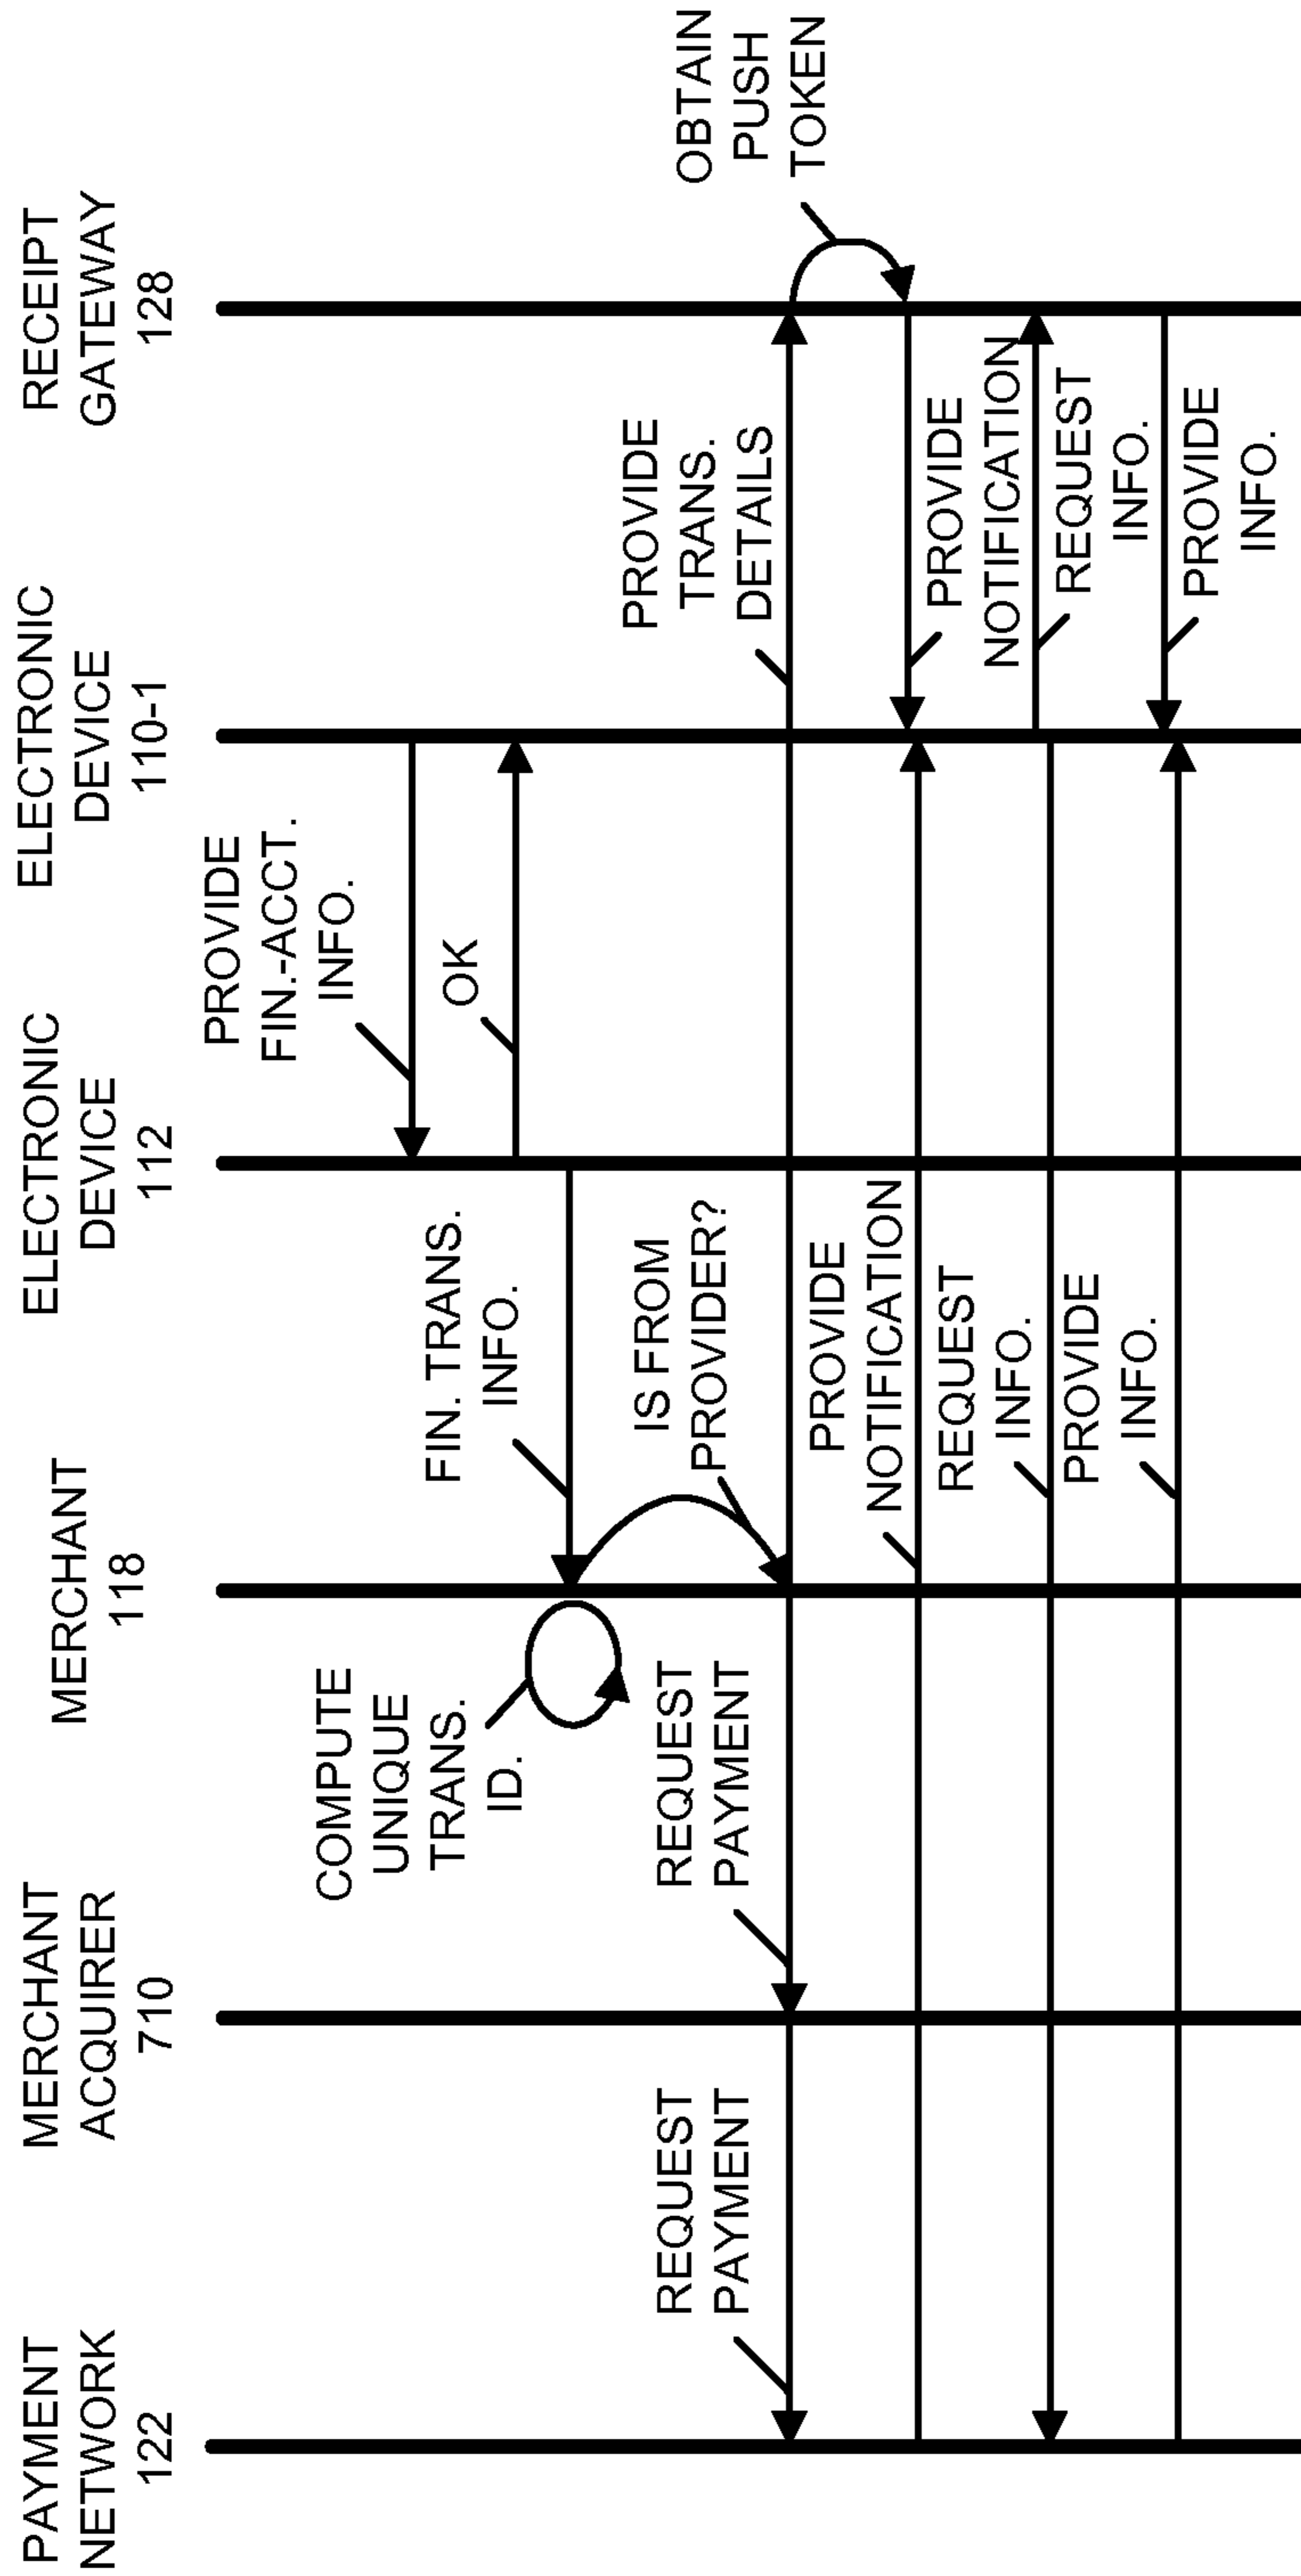 PAYMENT
NETWORK
122
MERCHANT
ACQUIRER
710
MERCHANT
118
ELECTRONIC
DEVICE
112
ELECTRONIC
DEVICE
110-1
RECEIPT
GATEWAY
128
PROVIDE
FIN.-ACCT.
INFO.
OK
FIN. TRANS.
INFO.
COMPUTE
UNIQUE
TRANS.
ID.
IS FROM
PROVIDER?
REQUEST
PAYMENT
REQUEST
PAYMENT
PROVIDE
TRANS.
DETAILS
OBTAIN
PUSH
TOKEN
PROVIDE
NOTIFICATION
PROVIDE
NOTIFICATION
REQUEST
INFO.
REQUEST
INFO.
PROVIDE
INFO.
PROVIDE
INFO.